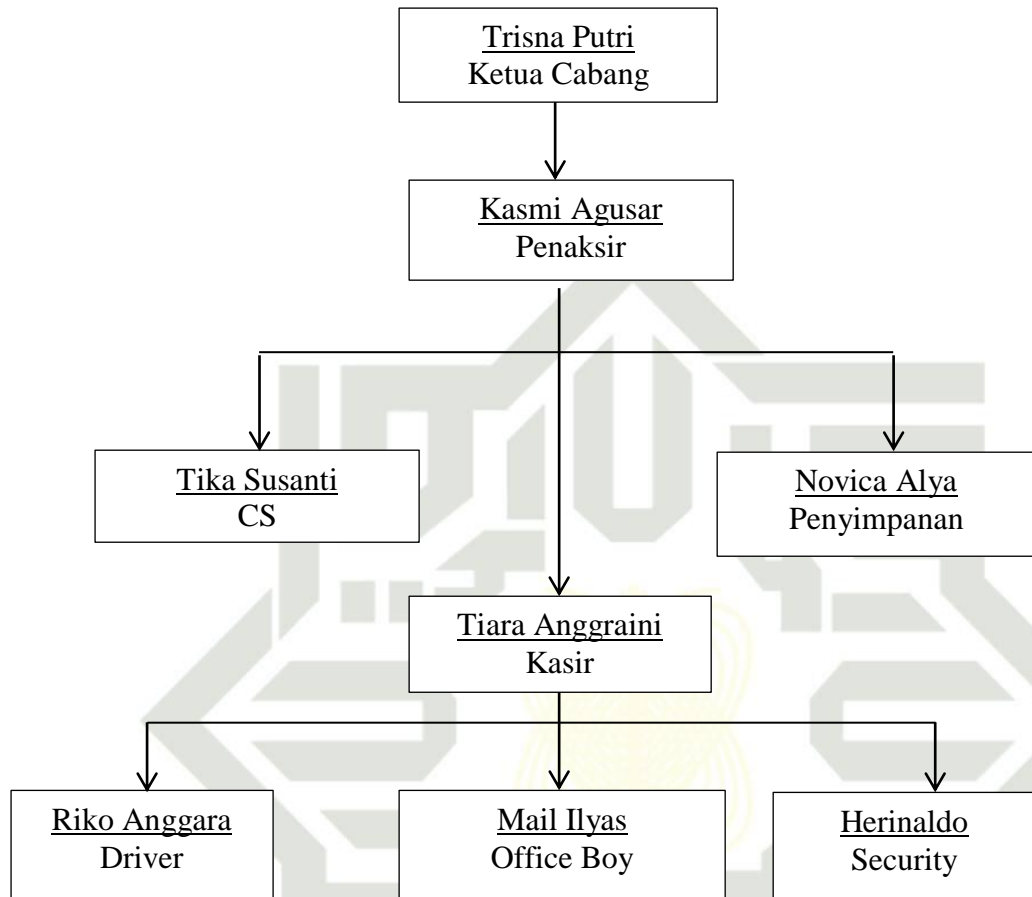 Trisna Putri
Ketua Cabang
Kasmi Agusar
Penaksir
Tika Susanti
CS
Novica Alya
Penyimpanan
Tiara Anggraini
Kasir
Riko Anggara
Driver
Mail Ilyas
Office Boy
Herinaldo
Security